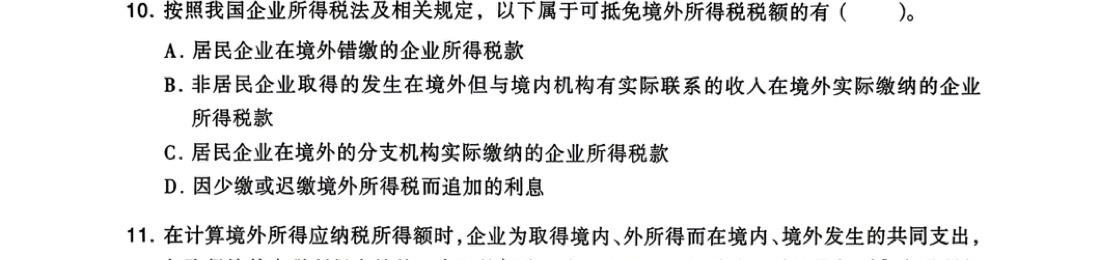 10. 按照我国企业所得税法及相关规定，以下属于可抵免境外所得税税额的有（　　）。
A. 居民企业在境外错缴的企业所得税款
B. 非居民企业取得的发生在境外但与境内机构有实际联系的收入在境外实际缴纳的企业
所得税款
C. 居民企业在境外的分支机构实际缴纳的企业所得税款
D. 因少缴或迟缴境外所得税而追加的利息
11. 在计算境外所得应纳税所得额时，企业为取得境内、外所得而在境内、境外发生的共同支出，